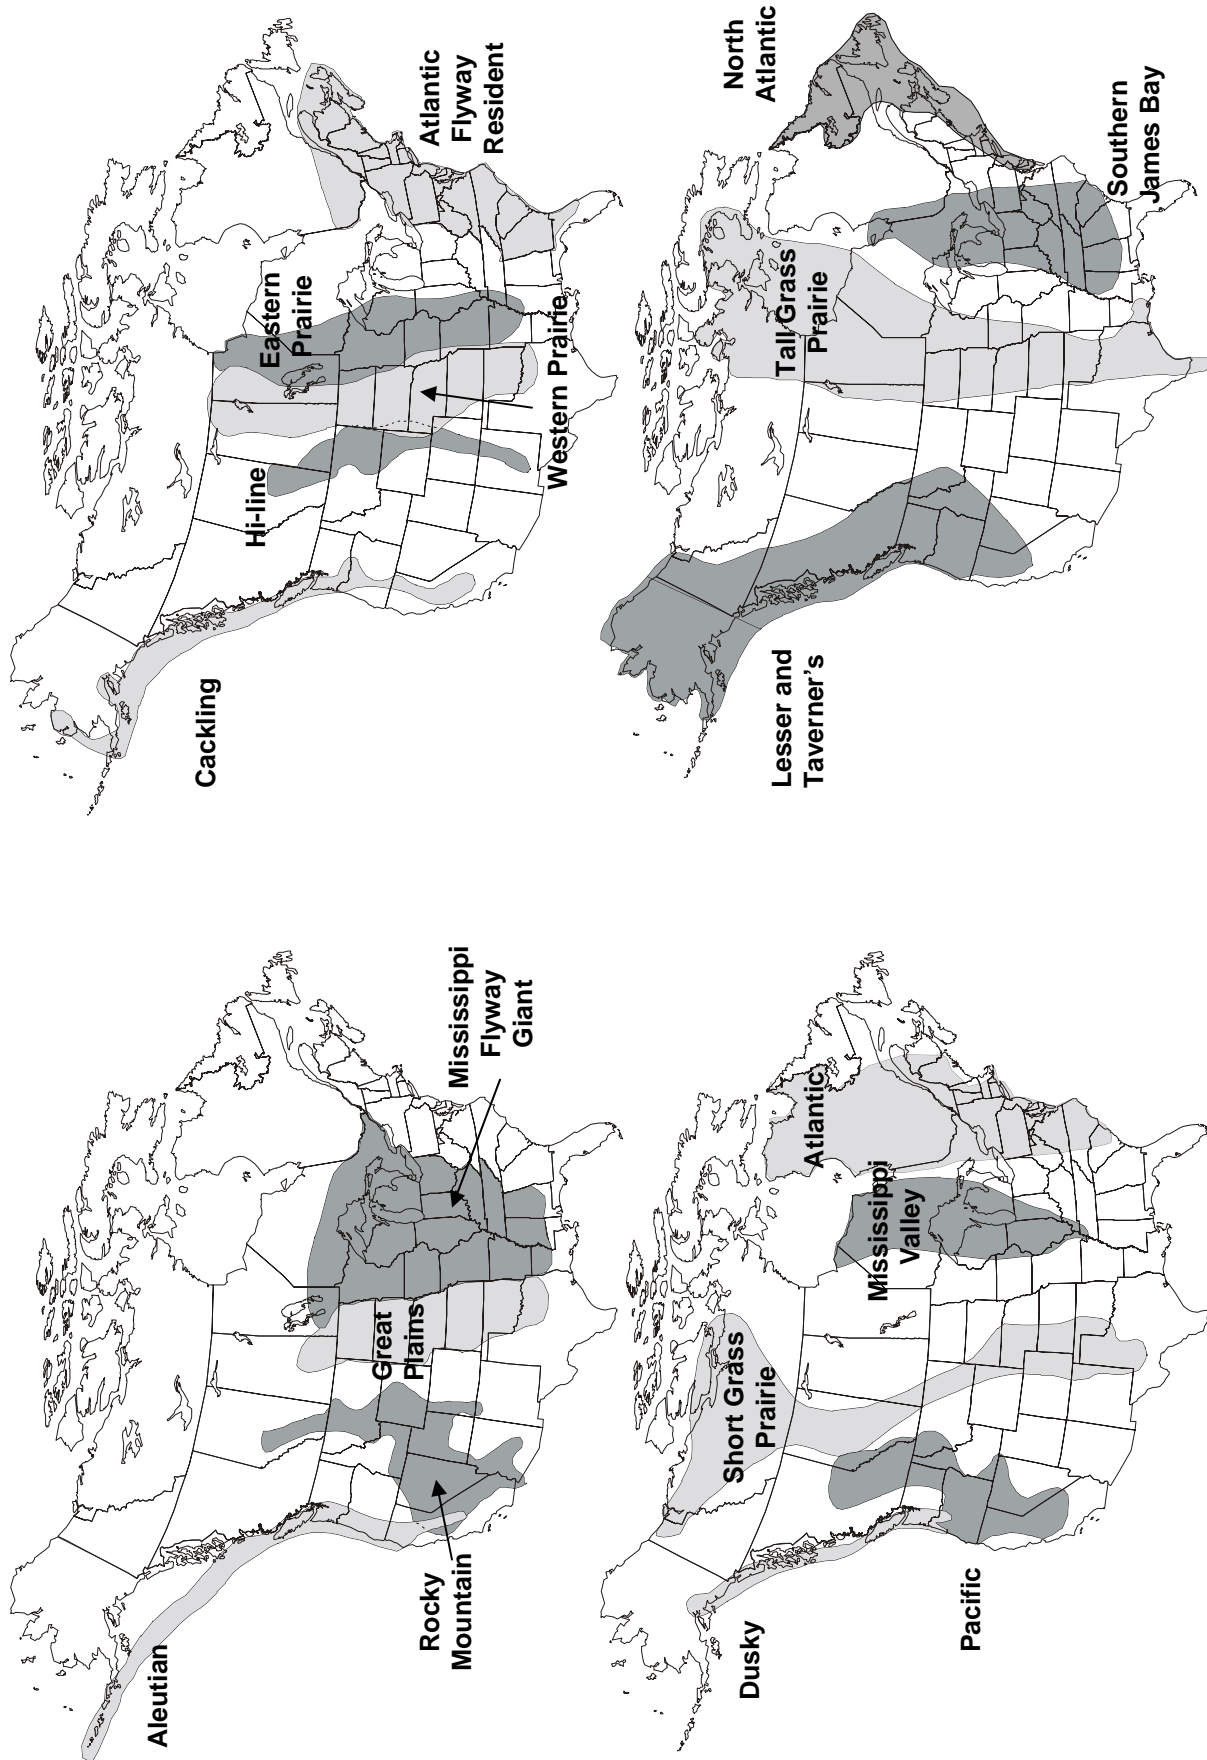 Aleutian
Rocky
Mountain
Great
Plains
Mississippi
Flyway
Giant
Cackling
Hi-line
Eastern
Prairie
Western Prairie
Atlantic
Flyway
Resident
Dusky
Pacific
Short Grass
Prairie
Mississippi
Valley
Atlantic
Lesser and
Taverner’s
Tall Grass
Prairie
North
Atlantic
Southern
James Bay